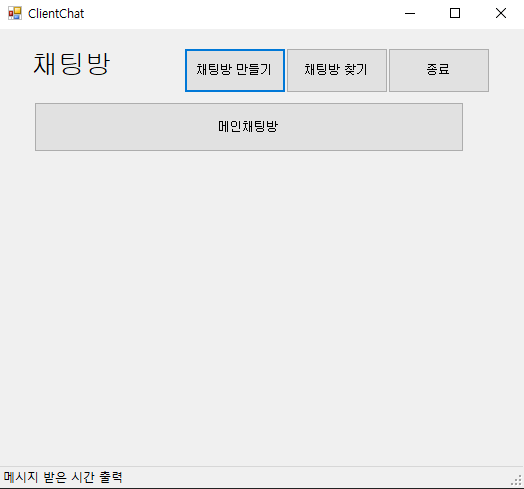 ClientChat
채팅방
채팅방 만들기
채팅방 찾기
종료
메인채팅방
메시지 받은 시간 출력